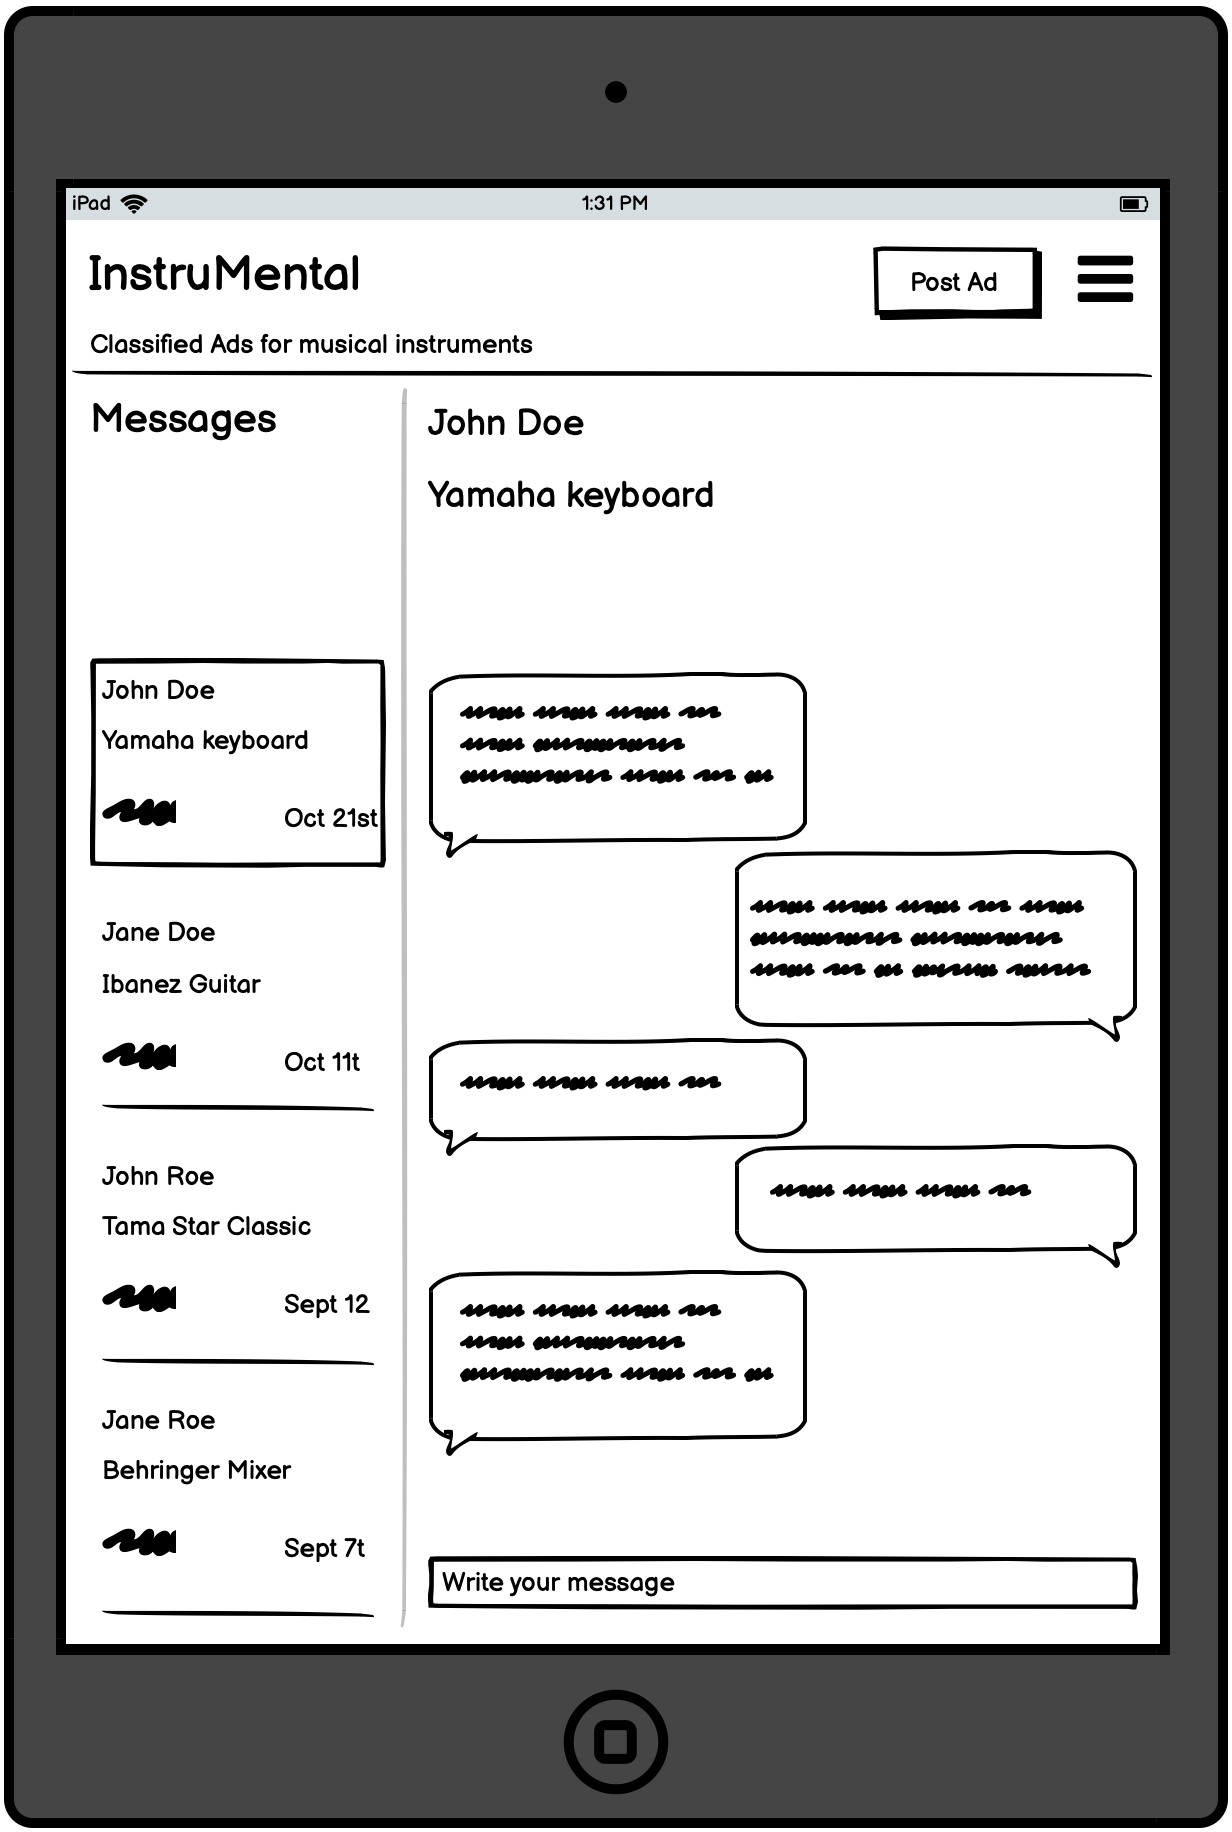 iPad
1:31 PM
InstruMental
Post Ad
Classified Ads for musical instruments
Messages
John Doe
Yamaha keyboard
Oct 21st
Jane Doe
Ibanez Guitar
Oct 11t
John Roe
Tama Star Classic
Sept 12
Jane Roe
Behringer Mixer
Sept 7t
John Doe
Yamaha keyboard
Write your message